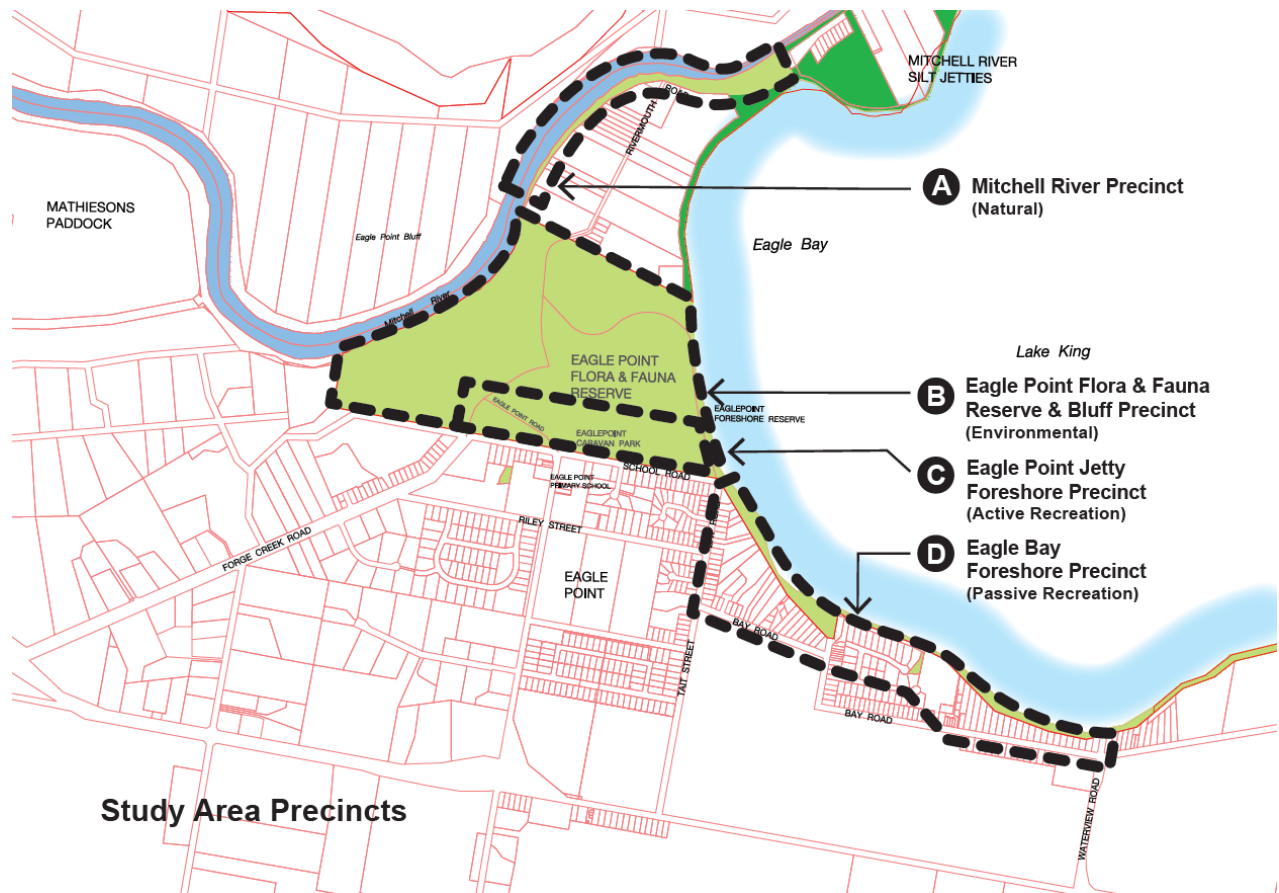 MITCHELL RIVER
SILT JETTIES
ROAD
RIVERMOUTH
A Mitchell River Precinct
(Natural)
MATHIESONS
PADDOCK
Eagle Point Bluff
Eagle Bay
Mitchell River
Lake King
EAGLE POINT
FLORA & FAUNA
RESERVE
B Eagle Point Flora & Fauna
Reserve & Bluff Precinct
(Environmental)
EAGLEPOINT
FORESHORE RESERVE
EAGLE POINT ROAD
EAGLEPOINT
CARAVAN PARK
SCHOOL ROAD
C Eagle Point Jetty
Foreshore Precinct
(Active Recreation)
EAGLE POINT
PRIMARY SCHOOL
RILEY STREET
FORGE CREEK ROAD
D Eagle Bay
Foreshore Precinct
(Passive Recreation)
EAGLE
POINT
BAY ROAD
TAIT STREET
BAY ROAD
Study Area Precincts
WATERVIEW ROAD